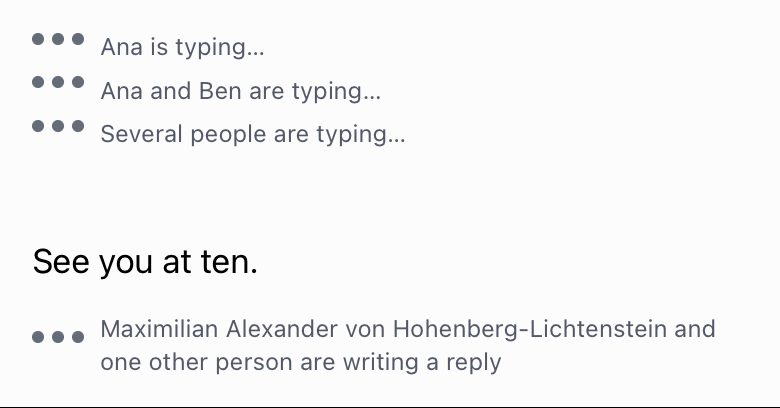 Ana is typing…
Ana and Ben are typing…
Several people are typing…
See you at ten.
Maximilian Alexander von Hohenberg-Lichtenstein and
one other person are writing a reply